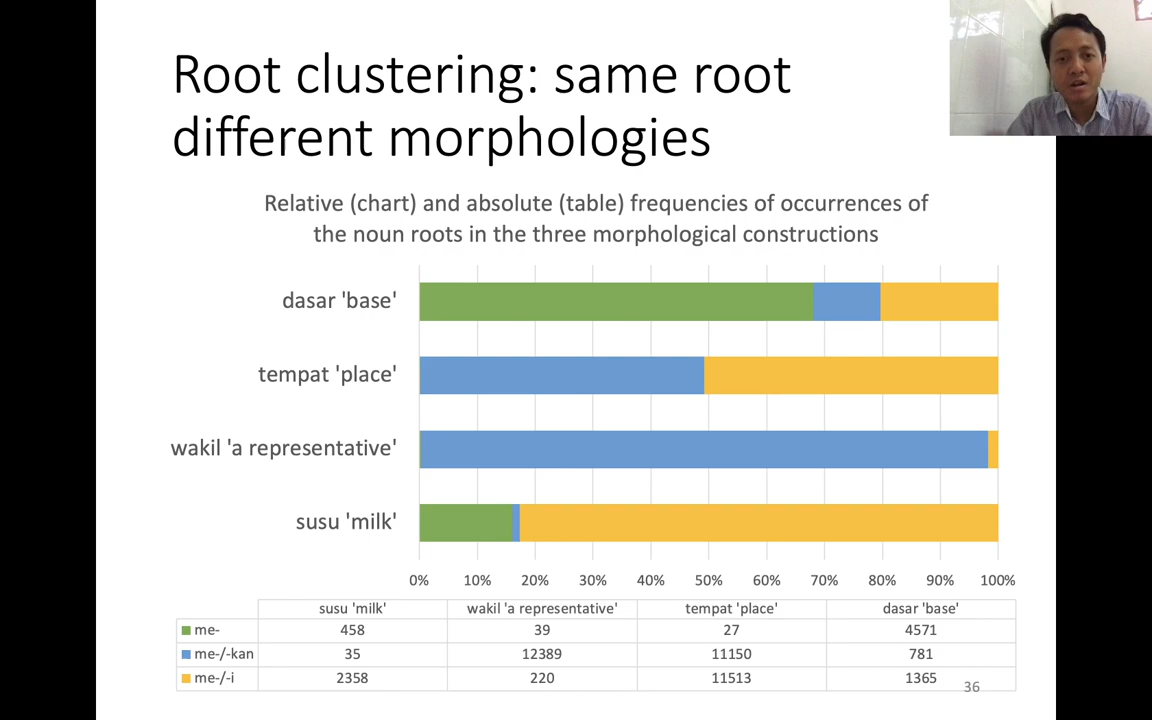 Root clustering: same root
different morphologies
Relative (chart) and absolute (table) frequencies of occurrences of
the noun roots in the three morphological constructions
dasar 'base'
tempat 'place'
wakil 'a representative'
susu 'milk'
0% 10% 20% 30% 40% 50% 60% 70% 80% 90% 100%
susu 'milk' wakil 'a representative' tempat 'place' dasar 'base'
me- 458 39 27 4571
me-/-kan 35 12389 11150 781
me-/-i 2358 220 11513 1365
36